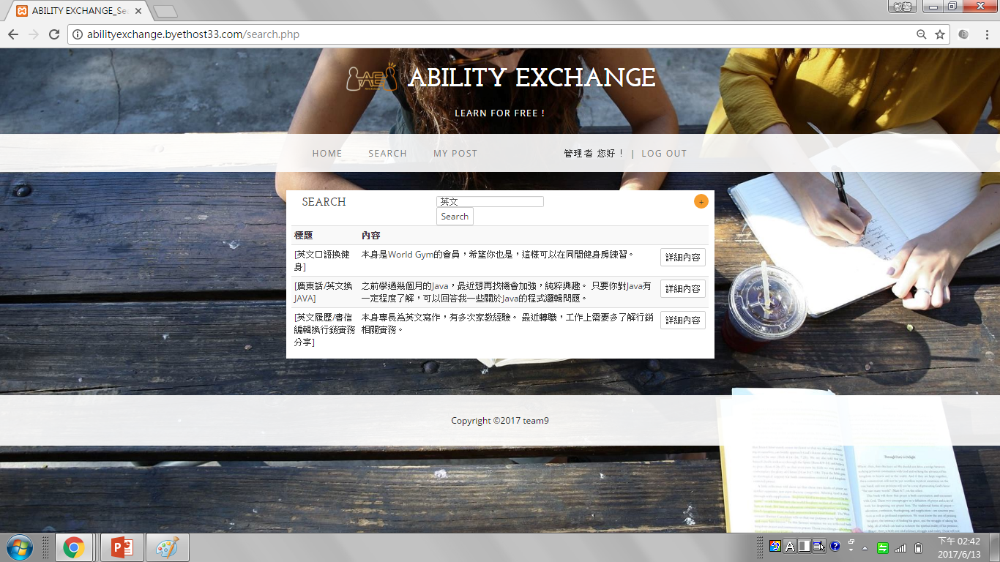 ABILITY EXCHANGE_Se
敏馨
abilityexchange.byethost33.com/search.php
ABILITY EXCHANGE
LEARN FOR FREE !
HOME SEARCH MY POST 管理者 您好！ | LOG OUT
SEARCH 英文 +
Search
標題 內容
[英文口語換健 本身是World Gym的會員，希望你也是，這樣可以在同間健身房練習。 詳細內容
身]
[廣東話/英文換 之前學過幾個月的Java，最近想再找機會加強，純粹興趣。 只要你對Java有 詳細內容
JAVA] 一定程度了解，可以回答我一些關於Java的程式邏輯問題。
[英文履歷/書信 本身專長為英文寫作，有多次家教經驗。 最近轉職，工作上需要多了解行銷 詳細內容
編輯換行銷實務 相關實務。
分享]
Copyright ©2017 team9
下午 02:42
2017/6/13